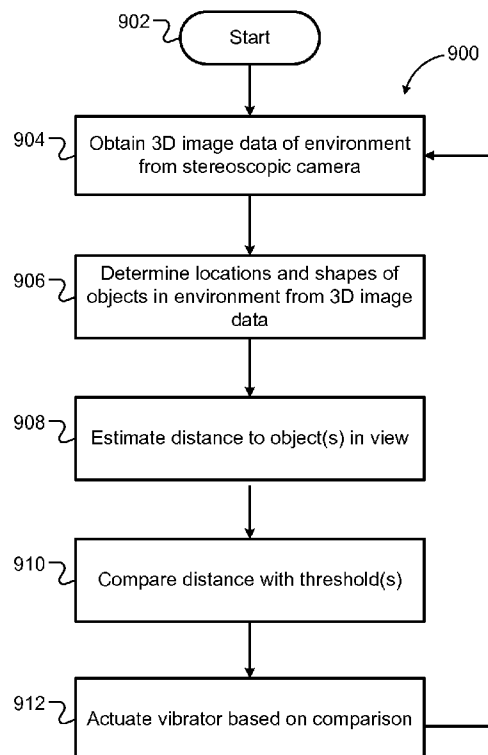 902
Start
900
904
Obtain 3D image data of environment
from stereoscopic camera
906
Determine locations and shapes of
objects in environment from 3D image
data
908
Estimate distance to object(s) in view
910
Compare distance with threshold(s)
912
Actuate vibrator based on comparison